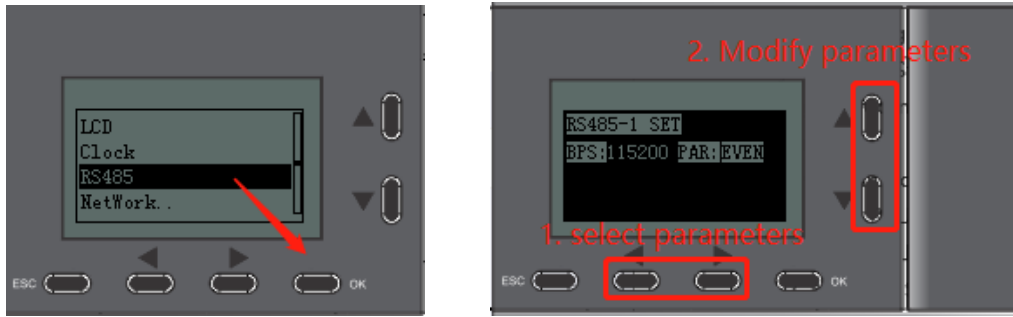 LCD
Clock
RS485
NetWork..
ESC
OK
2. Modify parameters
RS485-1 SET
BPS:115200 PAR:EVEN
1. select parameters
ESC
OK